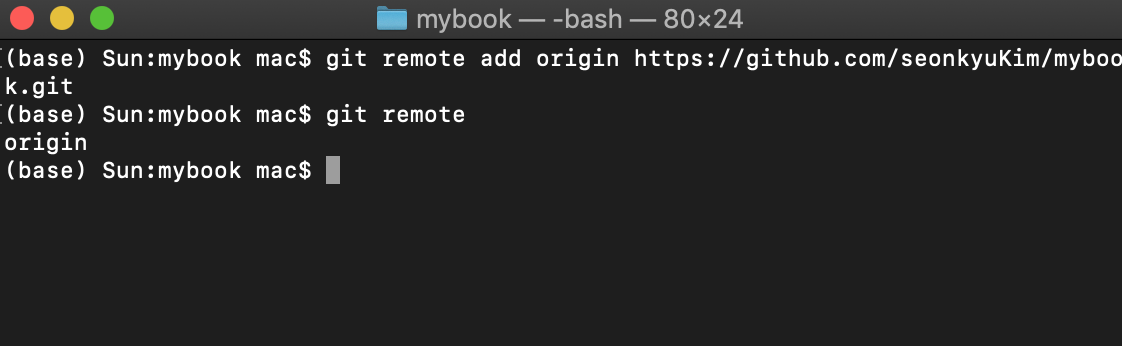 mybook — -bash — 80×24
(base) Sun:mybook mac$ git remote add origin https://github.com/seonkyuKim/myboo
k.git
(base) Sun:mybook mac$ git remote
origin
(base) Sun:mybook mac$